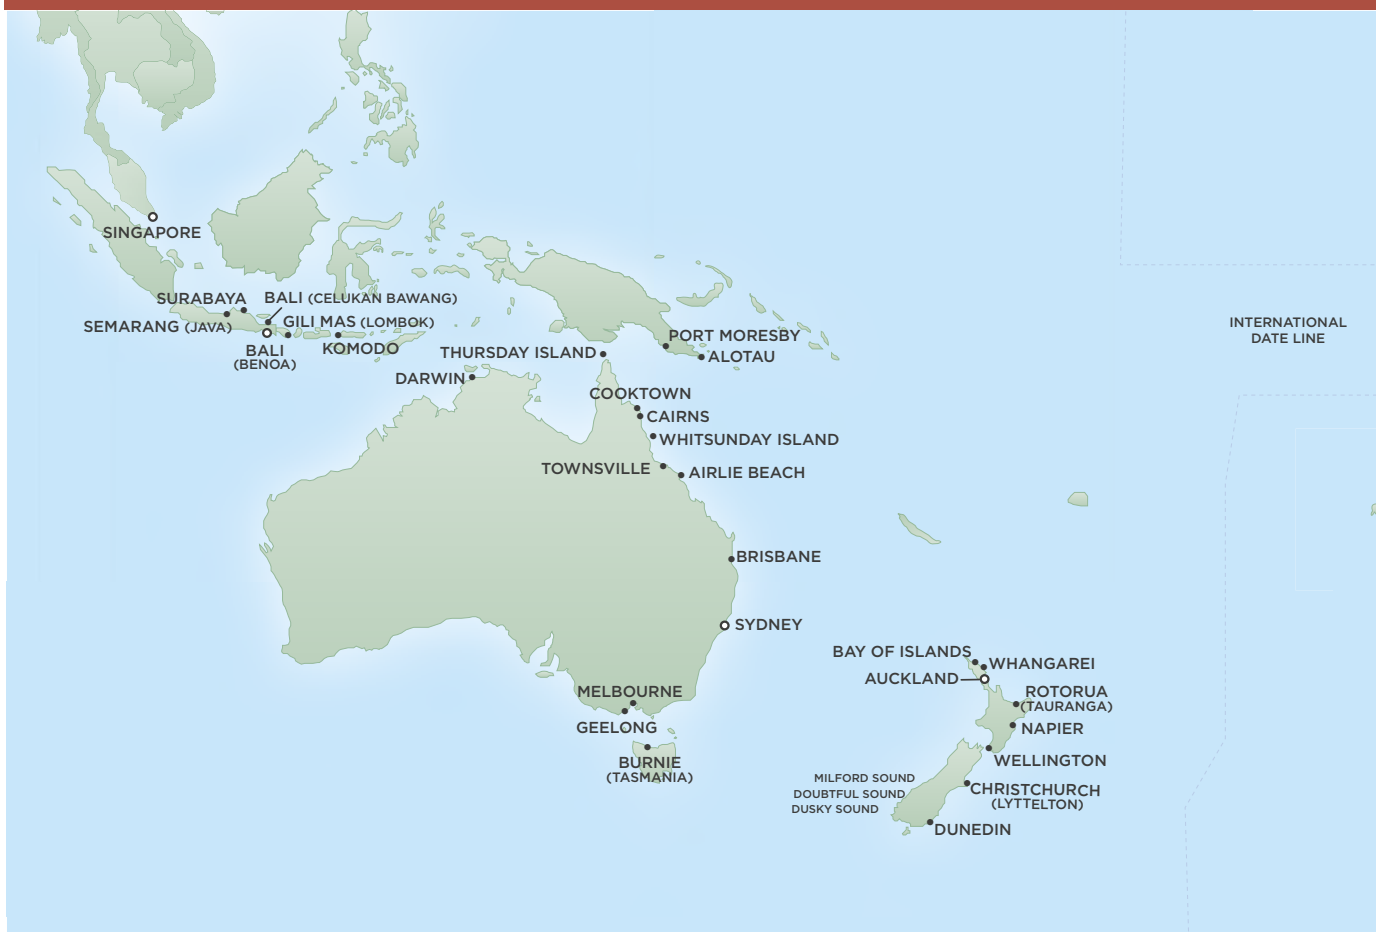 SINGAPORE
SURABAYA
BALI (CELUKAN BAWANG)
SEMARANG (JAVA)
GILI MAS (LOMBOK)
BALI
(BENOA)
KOMODO
PORT MORESBY
THURSDAY ISLAND
ALOTAU
INTERNATIONAL
DATE LINE
DARWIN
COOKTOWN
CAIRNS
WHITSUNDAY ISLAND
TOWNSVILLE
AIRLIE BEACH
BRISBANE
SYDNEY
BAY OF ISLANDS
WHANGAREI
AUCKLAND
ROTORUA
(TAURANGA)
MELBOURNE
GEELONG
NAPIER
BURNIE
(TASMANIA)
WELLINGTON
MILFORD SOUND
DOUBTFUL SOUND
DUSKY SOUND
CHRISTCHURCH
(LYTTELTON)
DUNEDIN